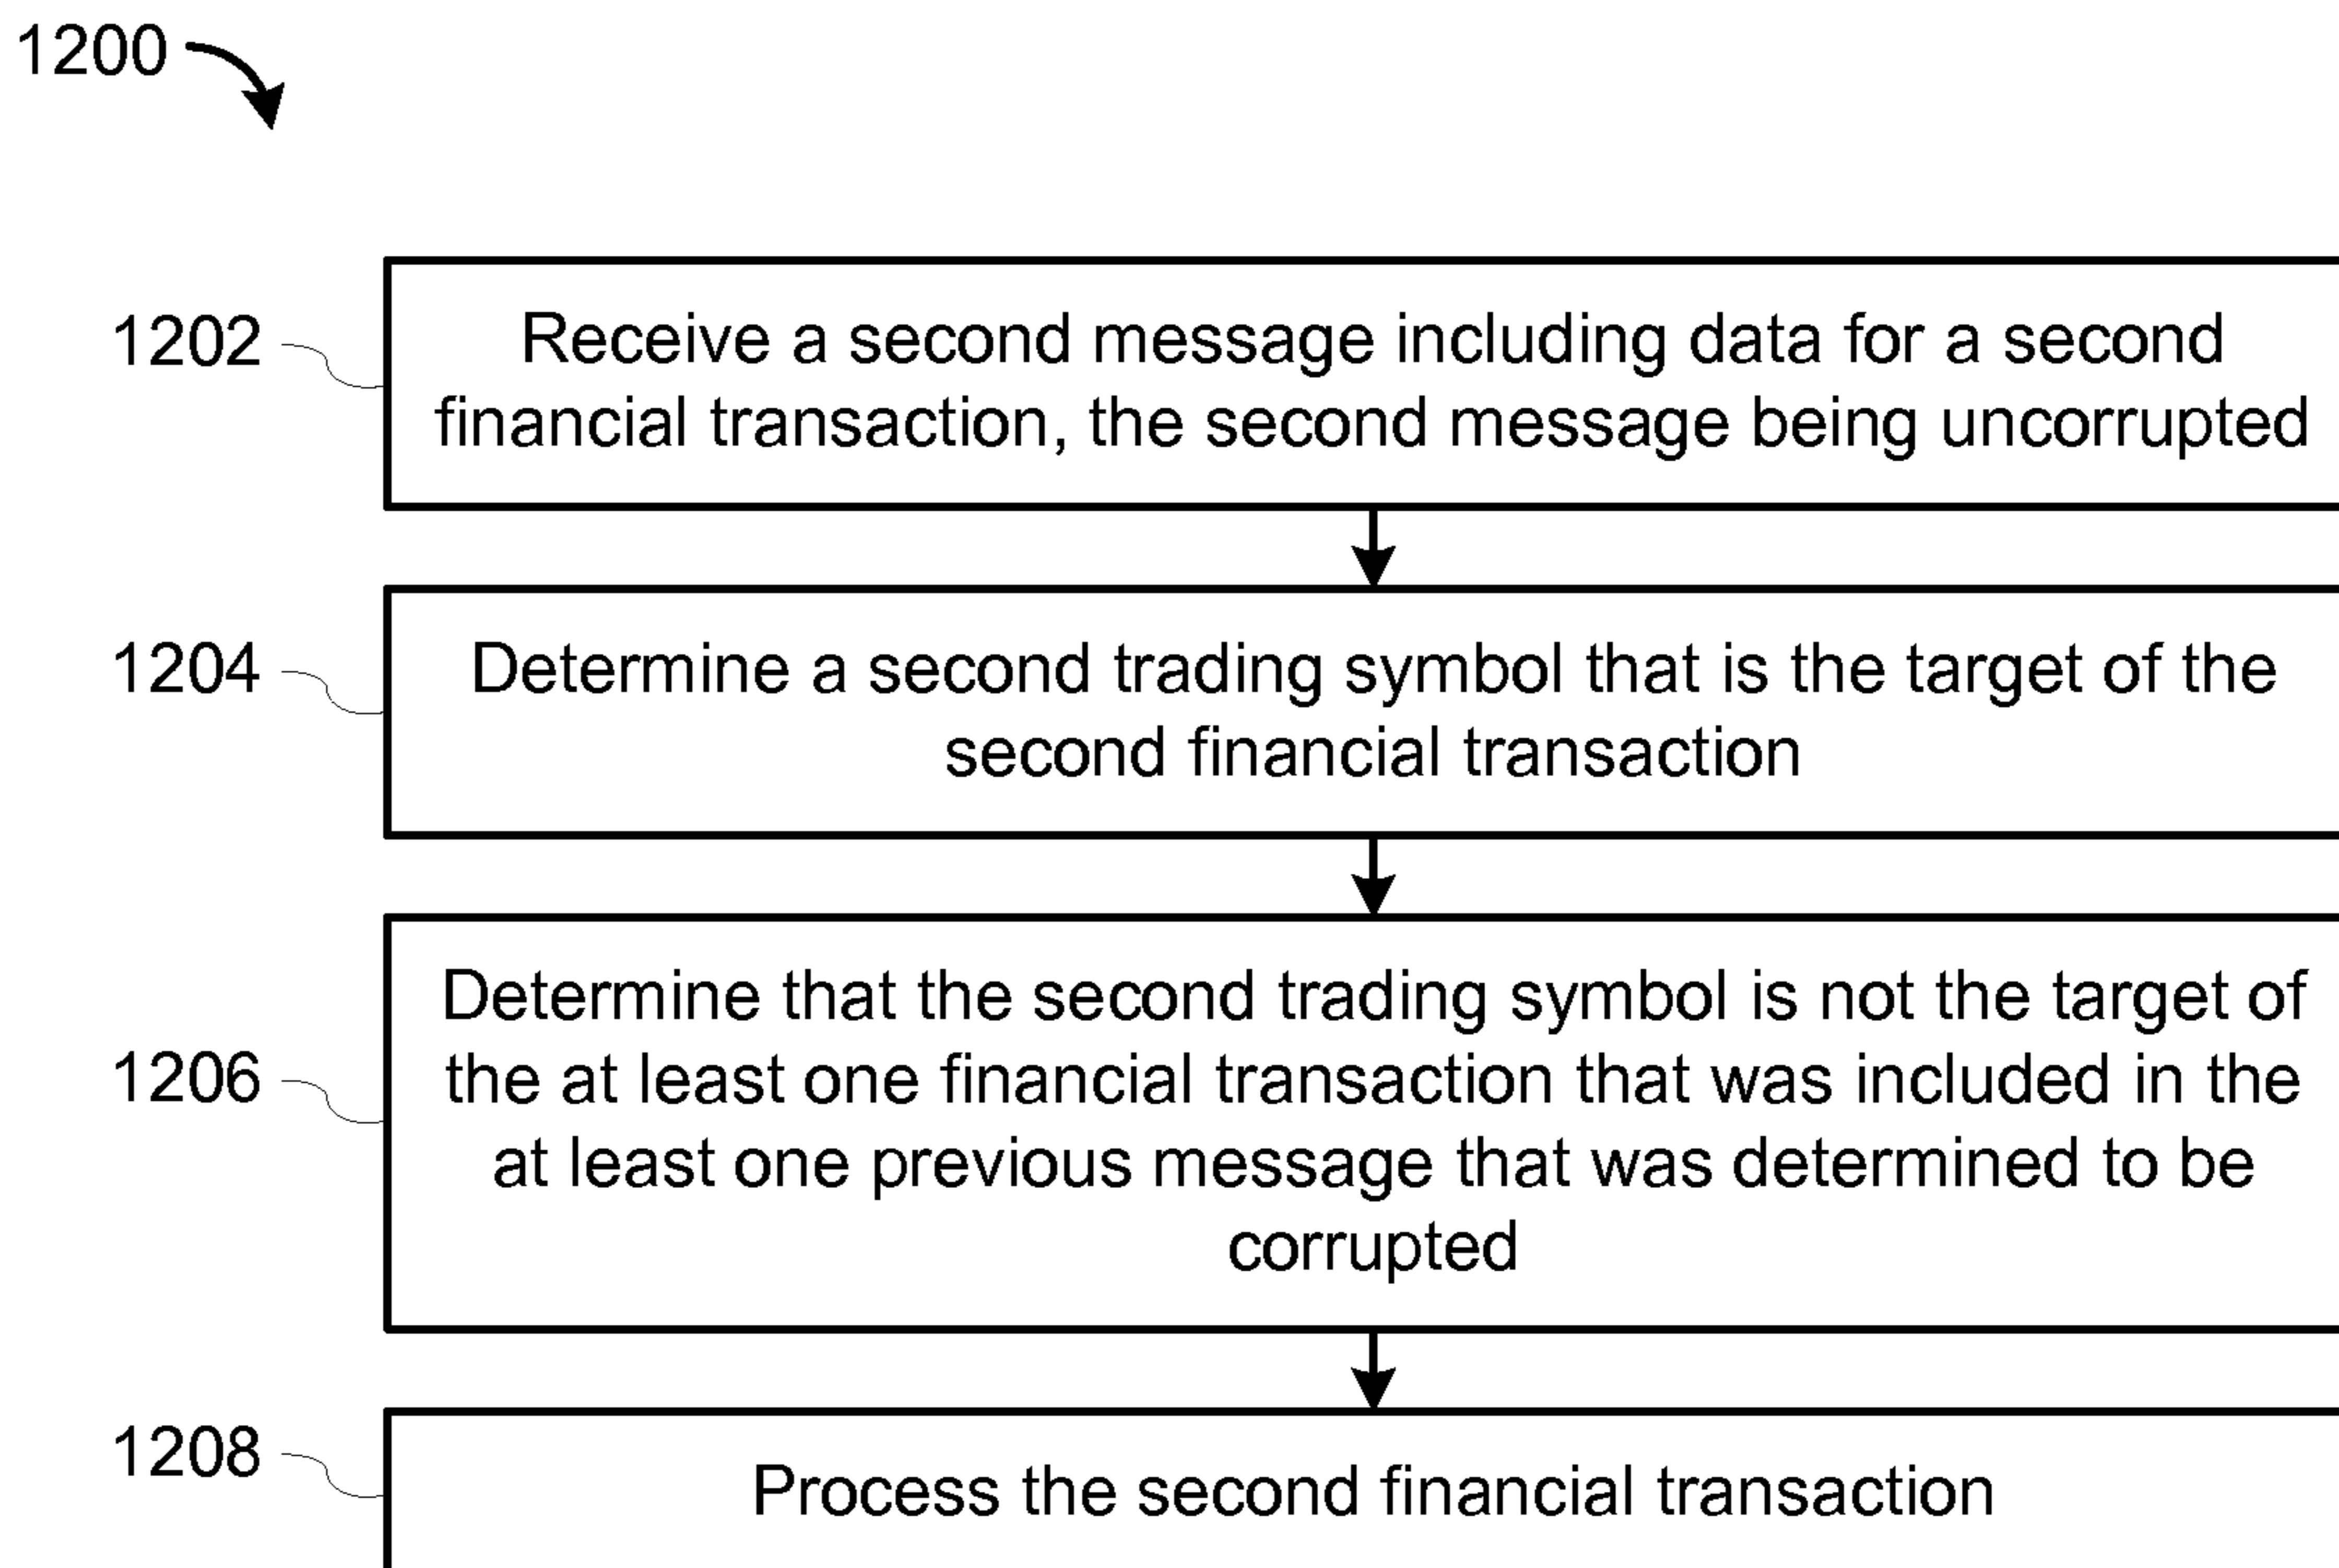 1200
1202
Receive a second message including data for a second
financial transaction, the second message being uncorrupted
1204
Determine a second trading symbol that is the target of the
second financial transaction
1206
Determine that the second trading symbol is not the target of
the at least one financial transaction that was included in the
at least one previous message that was determined to be
corrupted
1208
Process the second financial transaction